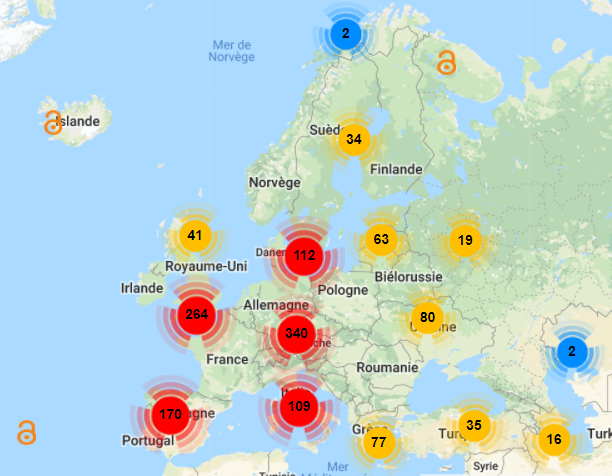 2
Mer de
Norvège
Islande
34
Finlande
Norvège
41
63
19
112
Royaume-Uni
Biélorussie
Irlande
Pologne
264
Allemagne
80
340
2
France
Roumanie
109
170
35
77
16
Portugal
Syrie
Mer